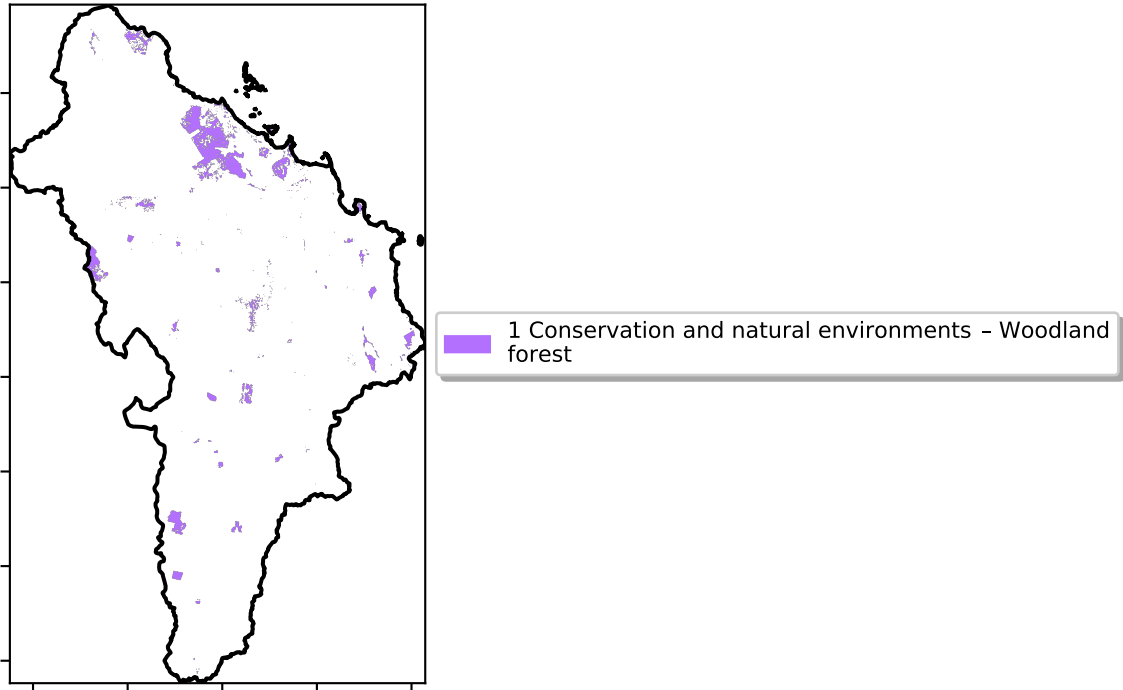 1 Conservation and natural environments – Woodland
forest